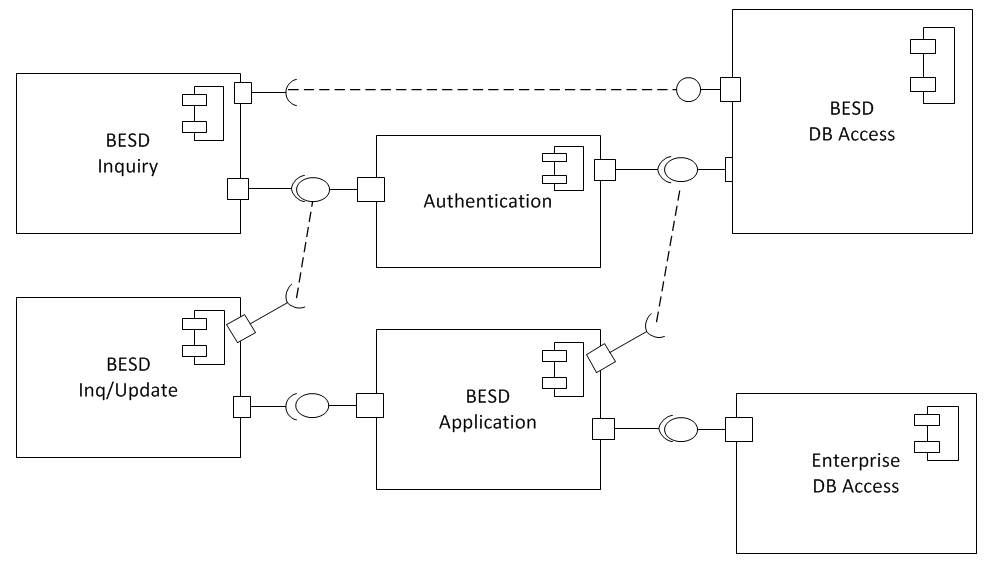 BESD
Inquiry
Authentication
BESD
DB Access
BESD
Inq/Update
BESD
Application
Enterprise
DB Access